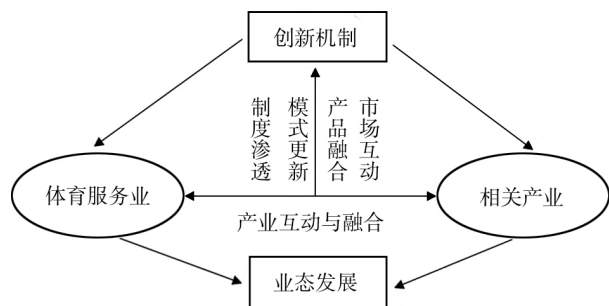 创新机制
制度渗透
模式更新
产品融合
市场互动
体育服务业
相关产业
产业互动与融合
业态发展